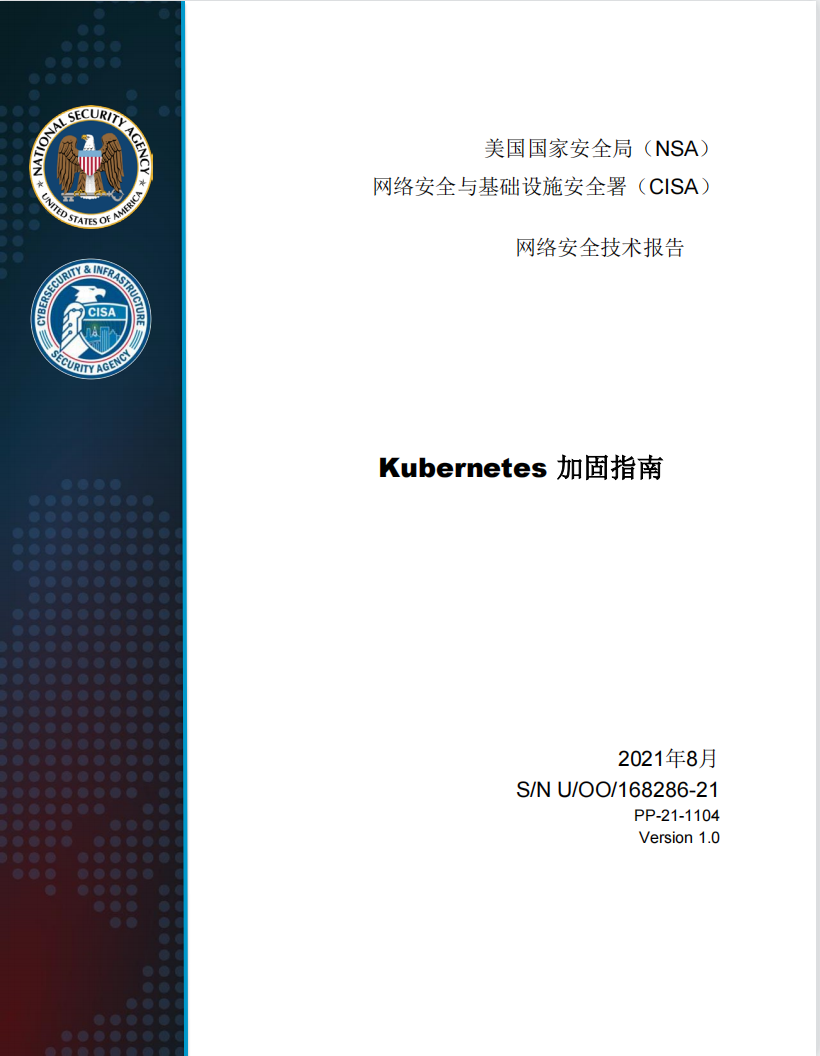 NATIONAL SECURITY AGENCY
UNITED STATES OF AMERICA
CYBERSECURITY & INFRASTRUCTURE
CISA
SECURITY AGENCY
美国国家安全局（NSA）
网络安全与基础设施安全署（CISA）
网络安全技术报告
Kubernetes 加固指南
2021年8月
S/N U/OO/168286-21
PP-21-1104
Version 1.0